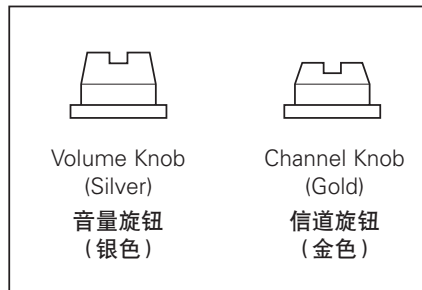 Volume Knob
(Silver)
音量旋钮
（银色）
Channel Knob
(Gold)
信道旋钮
（金色）